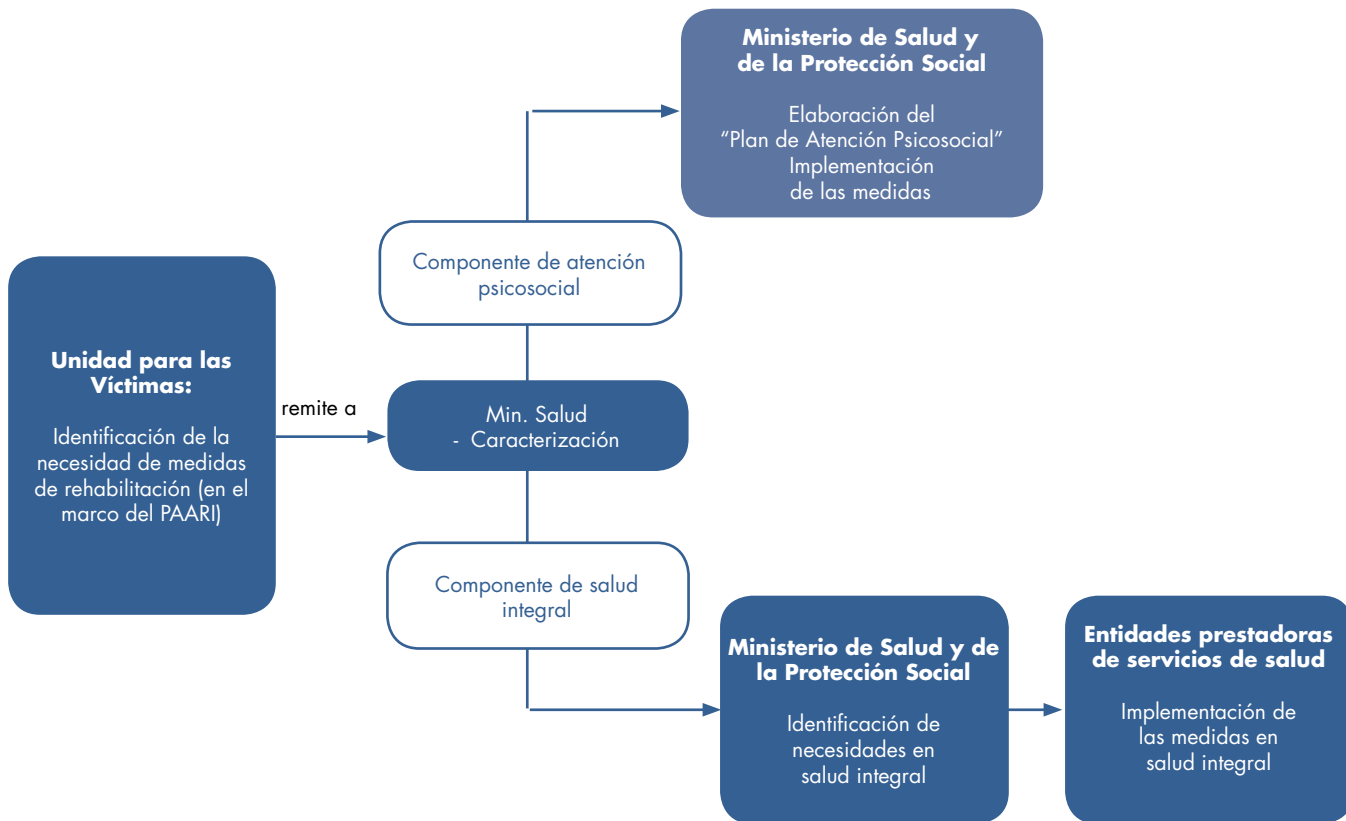 Ministerio de Salud y
de la Protección Social
Elaboración del
“Plan de Atención Psicosocial”
Implementación
de las medidas
Componente de atención
psicosocial
Unidad para las
Víctimas:
Identificación de la
necesidad de medidas
de rehabilitación (en el
marco del PAARI)
remite a
Min. Salud
- Caracterización
Componente de salud
integral
Ministerio de Salud y de
la Protección Social
Identificación de
necesidades en
salud integral
Entidades prestadoras
de servicios de salud
Implementación de
las medidas en
salud integral